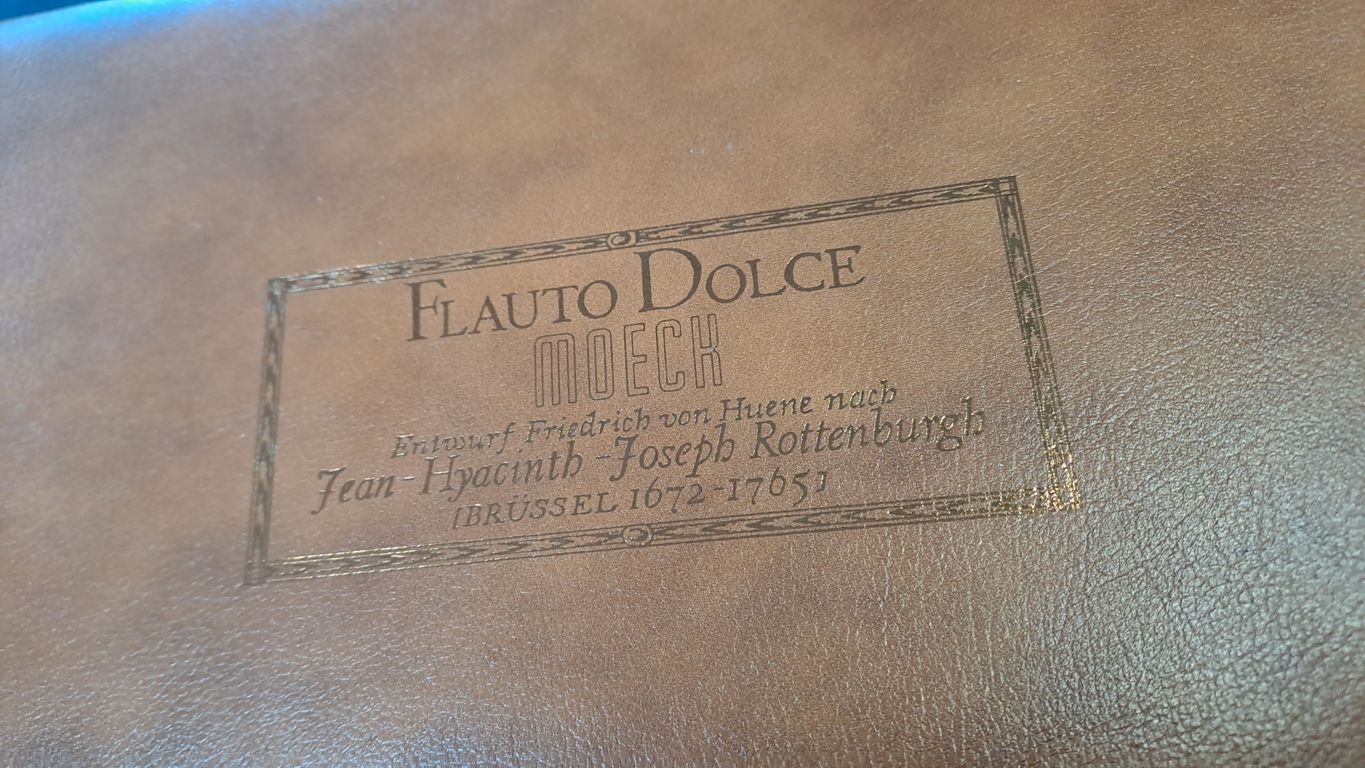 FLAUTO DOLCE
MOECK
Entwurf Friedrich von Huene nach
Jean-Hyacinth-Joseph Rottenburgh
[BRÜSSEL 1672-1765]